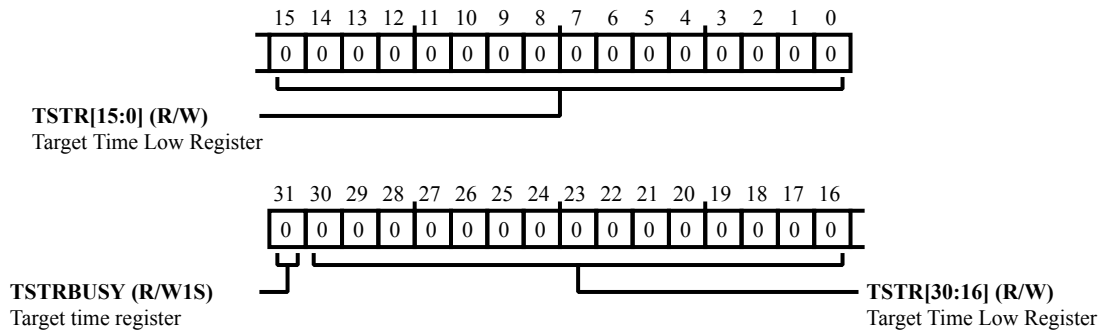 15 14 13 12 11 10 9 8 7 6 5 4 3 2 1 0
0 0 0 0 0 0 0 0 0 0 0 0 0 0 0 0
TSTR[15:0] (R/W)
Target Time Low Register
31 30 29 28 27 26 25 24 23 22 21 20 19 18 17 16
0 0 0 0 0 0 0 0 0 0 0 0 0 0 0 0
TSTRBUSY (R/W1S)
Target time register
TSTR[30:16] (R/W)
Target Time Low Register